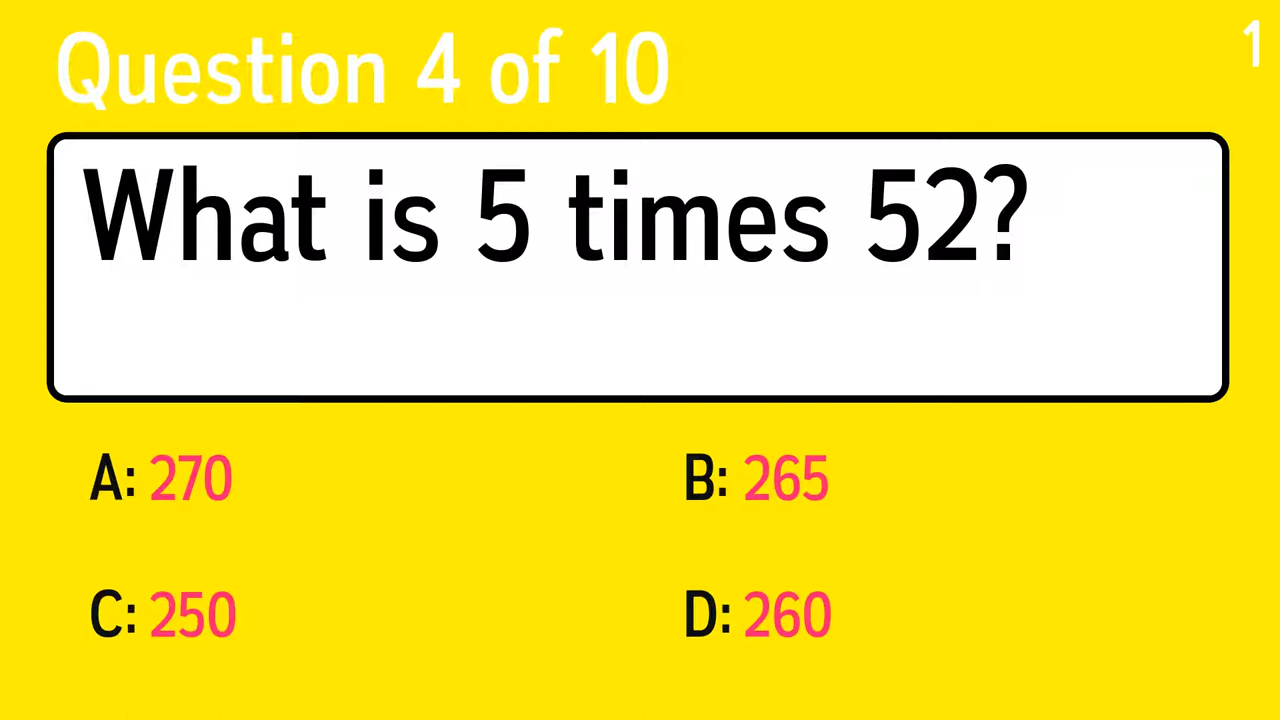 Question 4 of 10
1
What is 5 times 52?
A: 270
B: 265
C: 250
D: 260